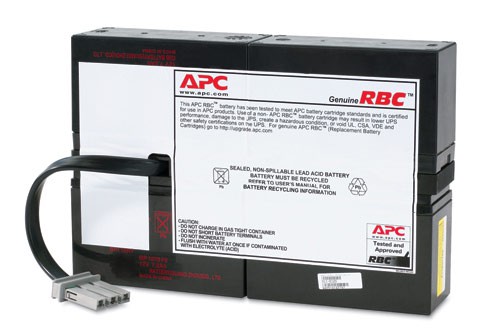 APC
www.apc.com
Genuine RBC™
This APC RBC™ battery has been tested to meet APC battery cartridge standards and is certified
for use in APC products. Use of a non- APC RBC™ battery may result in lower UPS
performance, damage to the UPS, create a hazardous condition, or void UL, CSA, VDE and
other safety certifications on the UPS. For genuine APC RBC™ (Replacement Battery
Cartridges) go to http:/upgrade.apc.com.
SEALED, NON-SPILLABLE LEAD ACID BATTERY
BATTERY MUST BE RECYCLED
REFER TO USER'S MANUAL FOR
BATTERY RECYCLING INFORMATION
Pb
Pb
CAUTION:
- DO NOT CHARGE IN GAS TIGHT CONTAINER
- DO NOT SHORT BATTERY TERMINALS
- DO NOT INCINERATE
- FLUSH WITH WATER AT ONCE IF CONTACTED
WITH ELECTROLYTE (ACID)
APC
Tested and
Approved
RBC